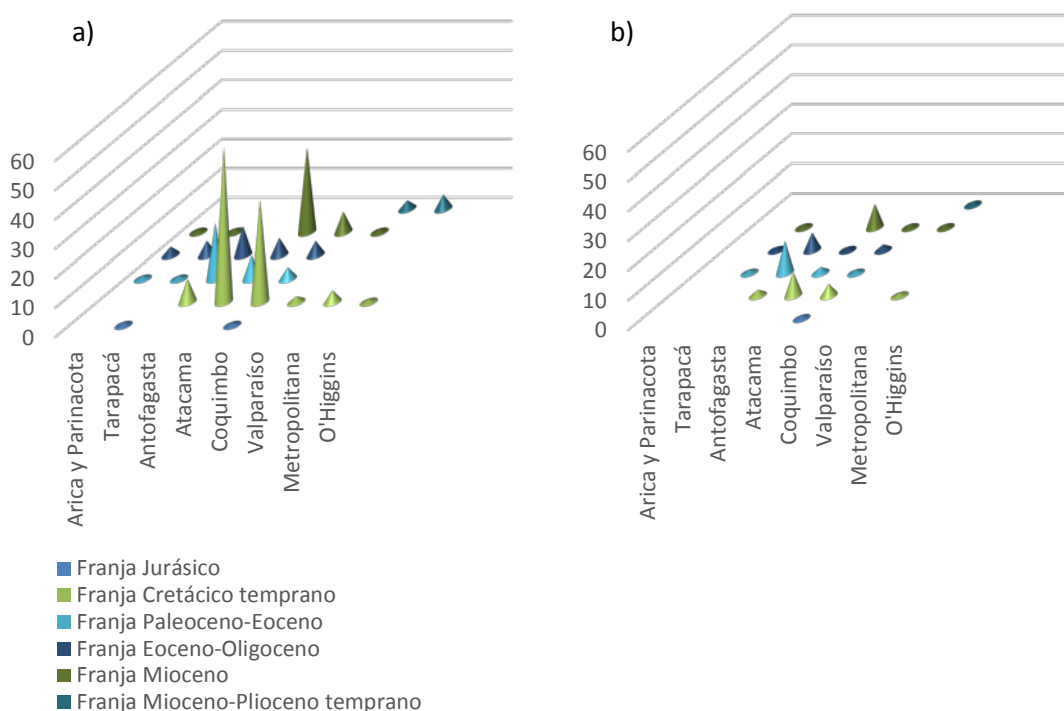 a)
60
50
40
30
20
10
0
Arica y Parinacota
Tarapacá
Antofagasta
Atacama
Coquimbo
Valparaíso
Metropolitana
O'Higgins
Franja Jurásico
Franja Cretácico temprano
Franja Paleoceno-Eoceno
Franja Eoceno-Oligoceno
Franja Mioceno
Franja Mioceno-Plioceno temprano
b)
60
50
40
30
20
10
0
Arica y Parinacota
Tarapacá
Antofagasta
Atacama
Coquimbo
Valparaíso
Metropolitana
O'Higgins